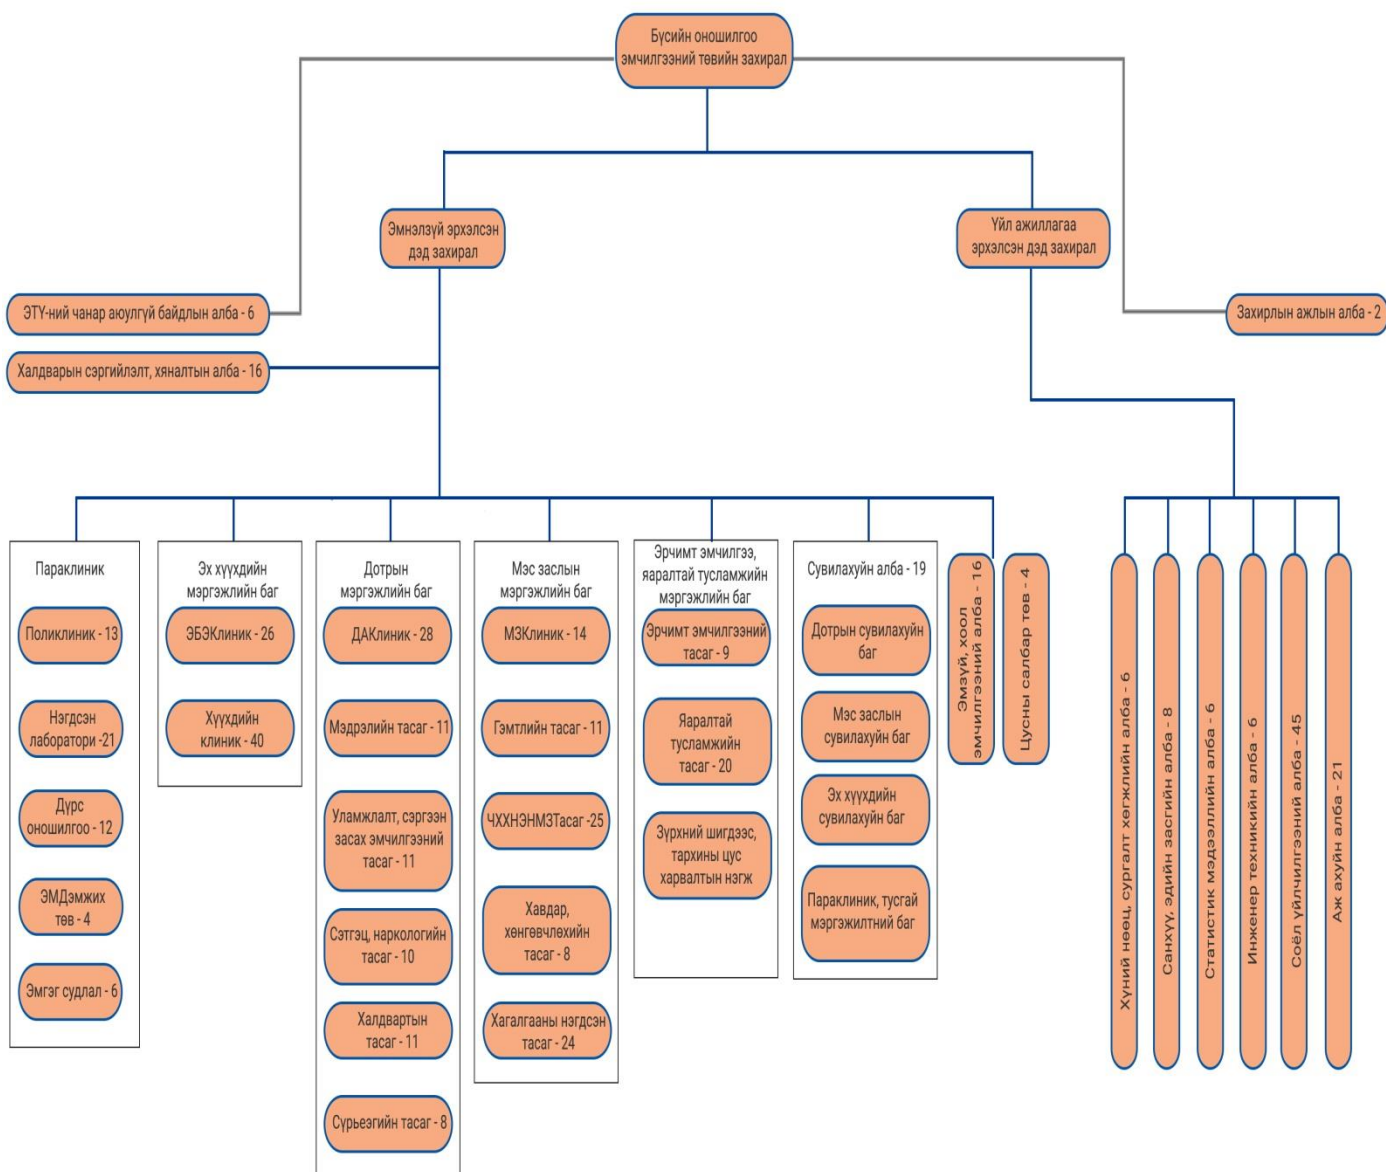 Бүсийн оношилгоо
эмчилгээний төвийн захирал
Эмнэлзүй эрхэлсэн
дэд захирал
Үйл ажиллагаа
эрхэлсэн дэд захирал
ЭТҮ-ний чанар аюулгүй байдлын алба - 6
Захирлын ажлын алба - 2
Халдварын сэргийлэлт, хяналтын алба - 16
Параклиник
Поликлиник - 13
Нэгдсэн
лаборатори -21
Дүрс
оношилгоо - 12
ЭМДэмжих
төв - 4
Эмгэг судлал - 6
Эх хүүхдийн
мэргэжлийн баг
ЭБЭКлиник - 26
Хүүхдийн
клиник - 40
Дотрын
мэргэжлийн баг
ДАКлиник - 28
Мэдрэлийн тасаг - 11
Уламжлалт, сэргээн
засах эмчилгээний
тасаг - 11
Сэтгэц, наркологийн
тасаг - 10
Халдвартын
тасаг - 11
Сүрьеэгийн тасаг - 8
Мэс заслын
мэргэжлийн баг
МЗКлиник - 14
Гэмтлийн тасаг - 11
ЧХХНЭНМЗТасаг -25
Хавдар,
хөнгөвчлөхийн
тасаг - 8
Хагалгааны нэгдсэн
тасаг - 24
Эрчимт эмчилгээ,
яаралтай тусламжийн
мэргэжлийн баг
Эрчимт эмчилгээний
тасаг - 9
Яаралтай
тусламжийн
тасаг - 20
Зүрхний шигдээс,
тархины цус
харвалтын нэгж
Сувилахуйн алба - 19
Дотрын сувилахуйн
баг
Мэс заслын
сувилахуйн баг
Эх хүүхдийн
сувилахуйн баг
Параклиник, тусгай
мэргэжилтний баг
Эмзүй, хоол
эмчилгээний алба - 16
Цусны салбар төв - 4
Хүний нөөц, сургалт хөгжлийн алба - 6
Санхүү, эдийн засгийн алба - 8
Статистик мэдээллийн алба - 6
Инженер техникийн алба - 6
Соёл үйлчилгээний алба - 45
Аж ахуйн алба - 21